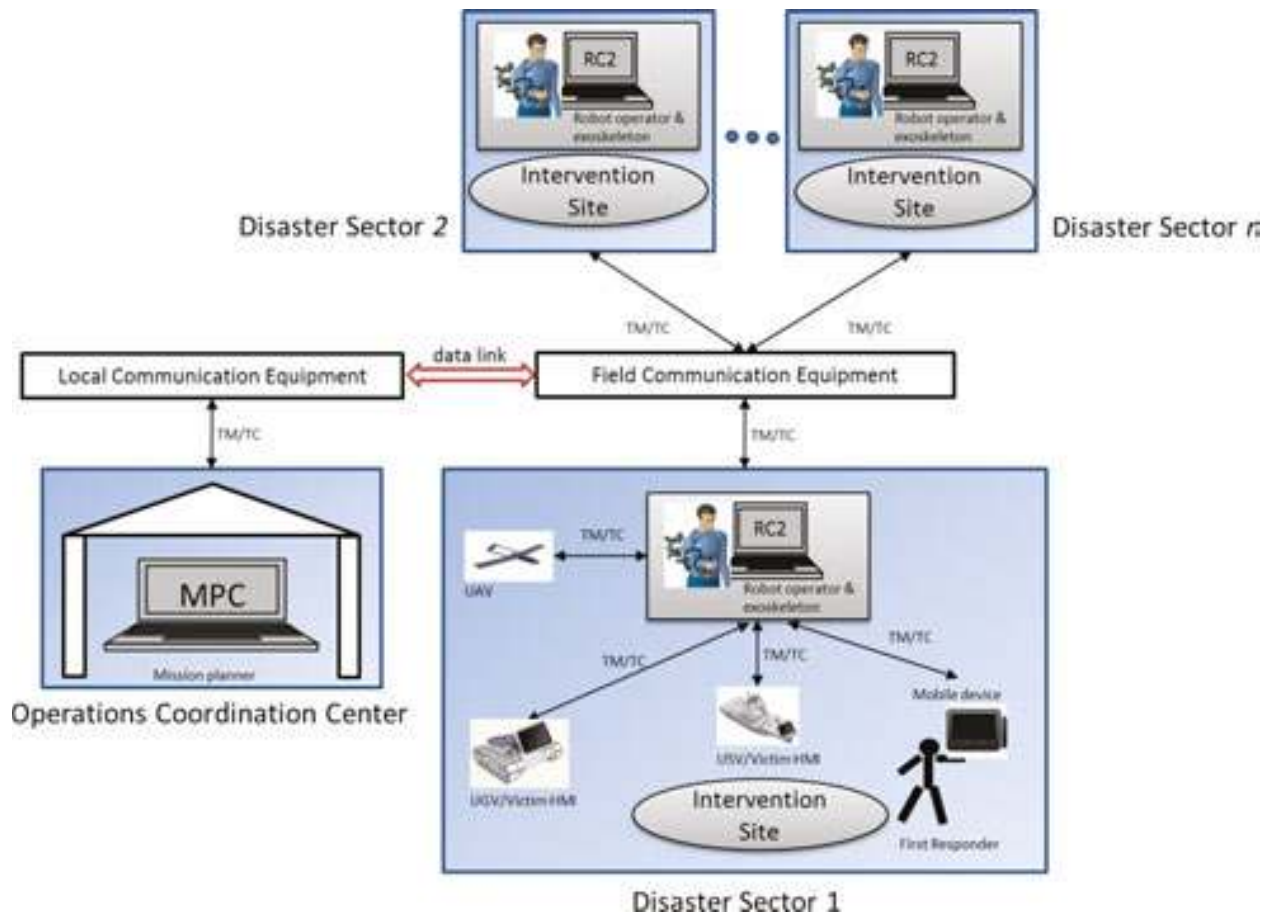 RC2
Robot operator &
exoskeleton
Intervention
Site
Disaster Sector 2
RC2
Robot operator &
exoskeleton
Intervention
Site
Disaster Sector n
TM/TC
TM/TC
Local Communication Equipment
data link
Field Communication Equipment
TM/TC
TM/TC
MPC
Mission planner
Operations Coordination Center
UAV
TM/TC
RC2
Robot operator &
exoskeleton
TM/TC
TM/TC
TM/TC
UGV/Victim HMI
USV/Victim HMI
Mobile device
First Responder
Intervention
Site
Disaster Sector 1